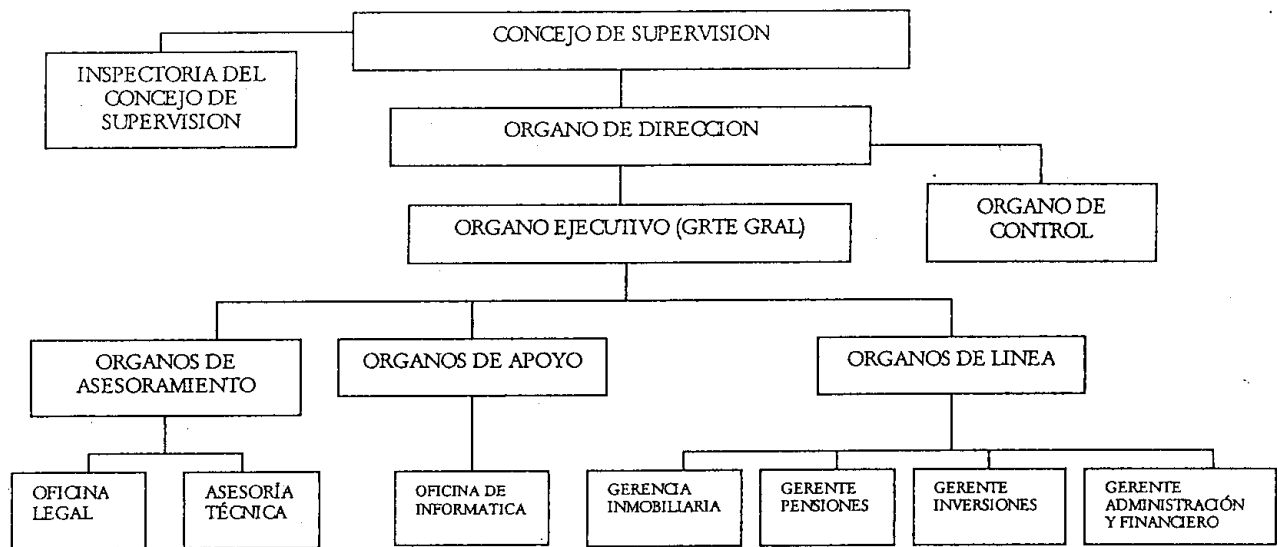 CONCEJO DE SUPERVISION
INSPECTORIA DEL
CONCEJO DE
SUPERVISION
ORGANO DE DIRECCION
ORGANO DE
CONTROL
ORGANO EJECUTIVO (GRTE GRAL)
ORGANOS DE
ASESORAMIENTO
ORGANOS DE APOYO
ORGANOS DE LINEA
OFICINA
LEGAL
ASESORÍA
TÉCNICA
OFICINA DE
INFORMATICA
GERENCIA
INMOBILIARIA
GERENTE
PENSIONES
GERENTE
INVERSIONES
GERENTE
ADMINISTRACIÓN
Y FINANCIERO